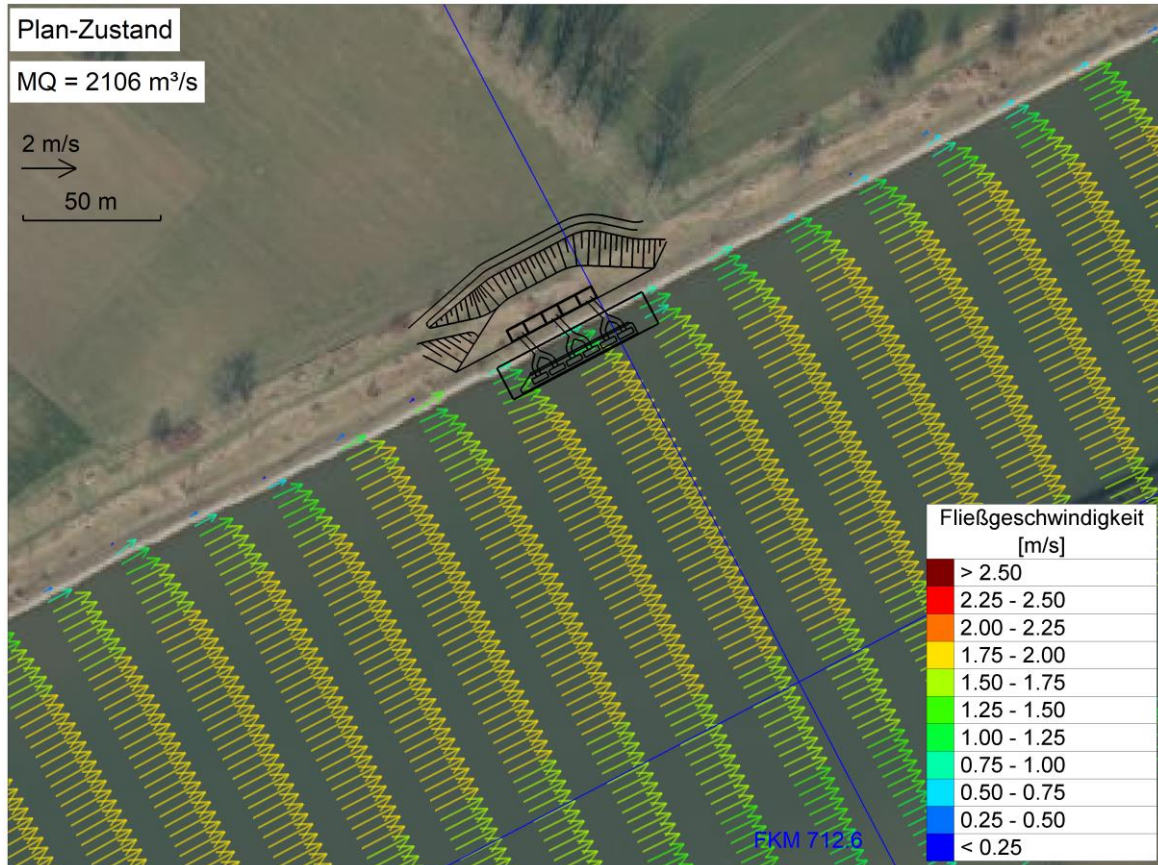 Plan-Zustand
MQ = 2106 m³/s
2 m/s
50 m
Fließgeschwindigkeit
[m/s]
> 2.50
2.25 - 2.50
2.00 - 2.25
1.75 - 2.00
1.50 - 1.75
1.25 - 1.50
1.00 - 1.25
0.75 - 1.00
0.50 - 0.75
0.25 - 0.50
< 0.25
FKM 712.6